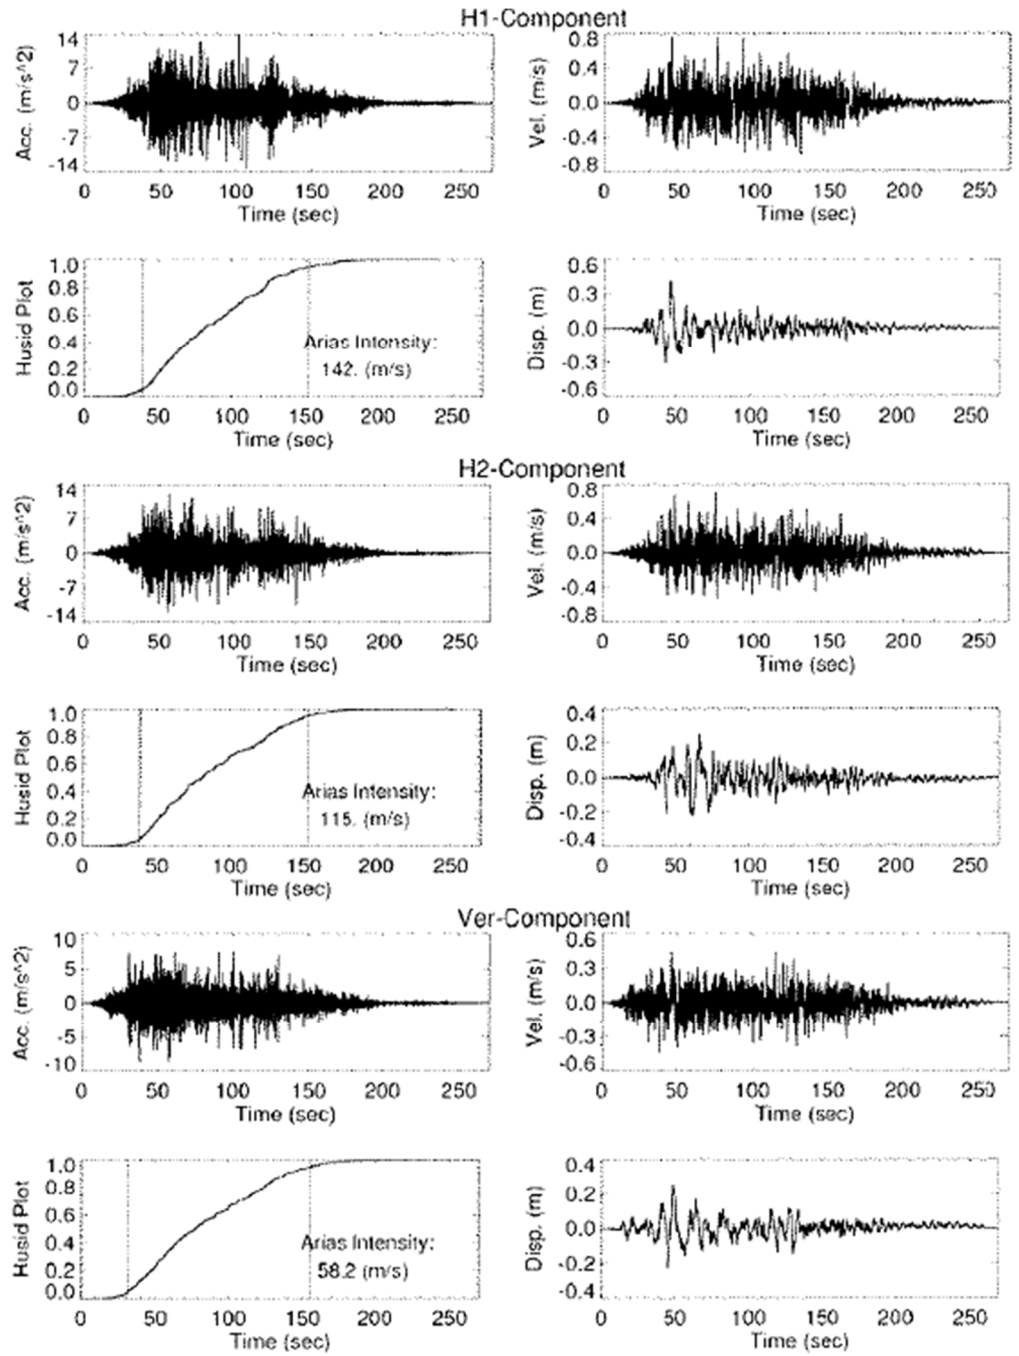 H1-Component
14
7
0
-7
-14
Acc. (m/s^2)
0 50 100 150 200 250
Time (sec)
0.8
0.4
0.0
-0.4
-0.8
Vel. (m/s)
0 50 100 150 200 250
Time (sec)
1.0
0.8
0.6
0.4
0.2
0.0
Husid Plot
Arias Intensity:
142. (m/s)
0 50 100 150 200 250
Time (sec)
0.6
0.3
0.0
-0.3
-0.6
Disp. (m)
0 50 100 150 200 250
Time (sec)
H2-Component
14
7
0
-7
-14
Acc. (m/s^2)
0 50 100 150 200 250
Time (sec)
0.8
0.4
0.0
-0.4
-0.8
Vel. (m/s)
0 50 100 150 200 250
Time (sec)
1.0
0.8
0.6
0.4
0.2
0.0
Husid Plot
Arias Intensity:
115. (m/s)
0 50 100 150 200 250
Time (sec)
0.4
0.2
0.0
-0.2
-0.4
Disp. (m)
0 50 100 150 200 250
Time (sec)
Ver-Component
10
5
0
-5
-10
Acc. (m/s^2)
0 50 100 150 200 250
Time (sec)
0.6
0.3
0.0
-0.3
-0.6
Vel. (m/s)
0 50 100 150 200 250
Time (sec)
1.0
0.8
0.6
0.4
0.2
0.0
Husid Plot
Arias Intensity:
58.2 (m/s)
0 50 100 150 200 250
Time (sec)
0.4
0.2
0.0
-0.2
-0.4
Disp. (m)
0 50 100 150 200 250
Time (sec)